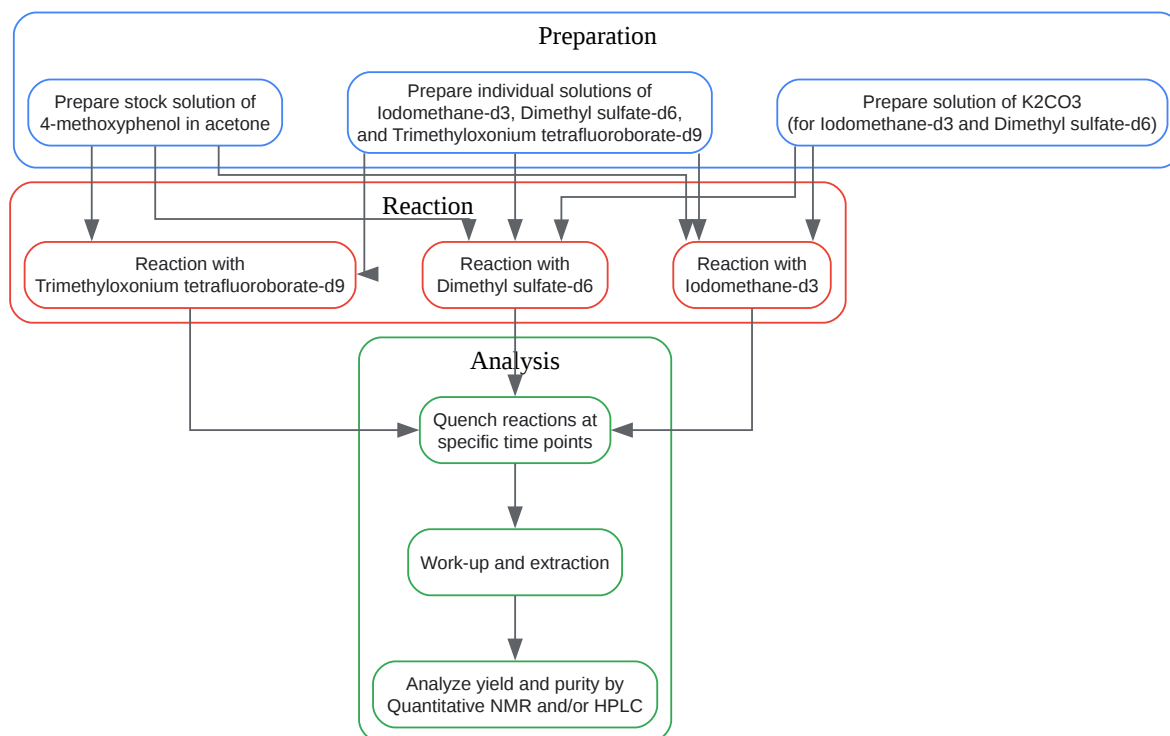 Preparation
Prepare stock solution of
4-methoxyphenol in acetone
Prepare individual solutions of
Iodomethane-d3, Dimethyl sulfate-d6,
and Trimethyloxonium tetrafluoroborate-d9
Prepare solution of K2CO3
(for Iodomethane-d3 and Dimethyl sulfate-d6)
Reaction
Reaction with
Trimethyloxonium tetrafluoroborate-d9
Reaction with
Dimethyl sulfate-d6
Reaction with
Iodomethane-d3
Analysis
Quench reactions at
specific time points
Work-up and extraction
Analyze yield and purity by
Quantitative NMR and/or HPLC